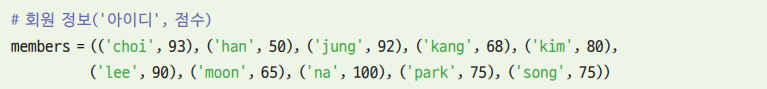 # 회원 정보('아이디', 점수)
members = (('choi', 93), ('han', 50), ('jung', 92), ('kang', 68), ('kim', 80),
('lee', 90), ('moon', 65), ('na', 100), ('park', 75), ('song', 75))